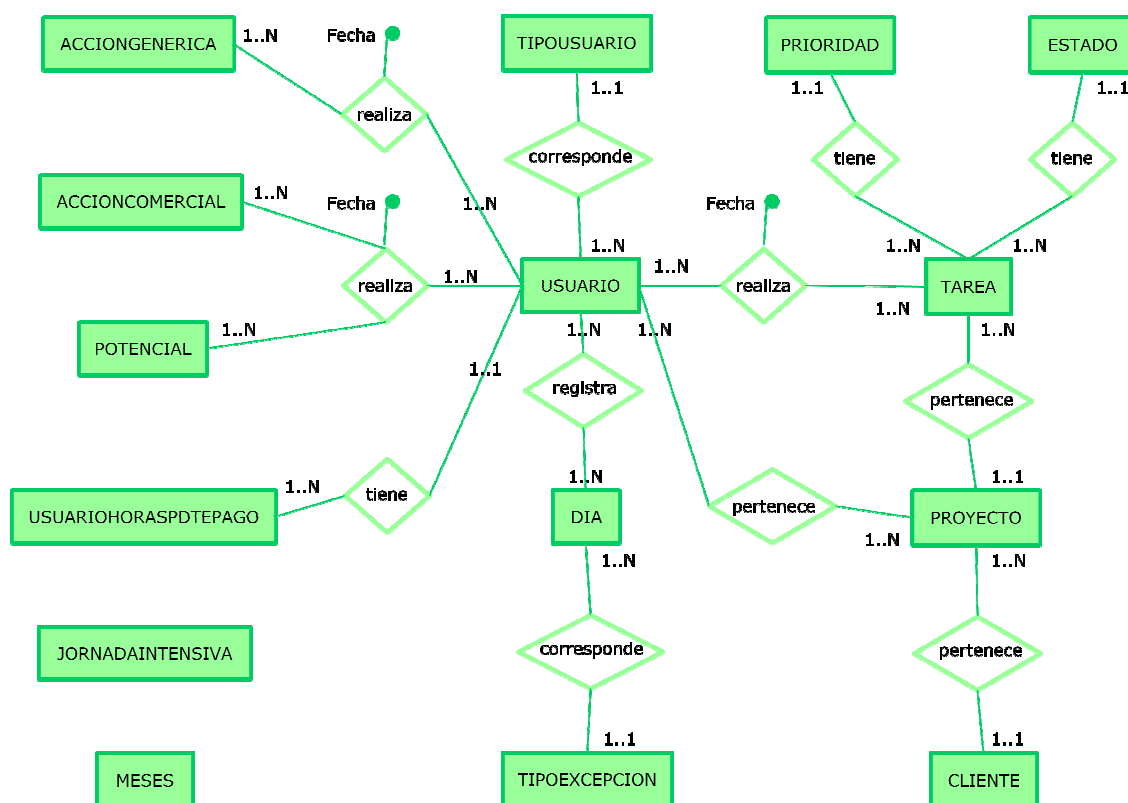 ACCIONGENERICA
1..N
Fecha
TIPOUSUARIO
PRIORIDAD
ESTADO
1..1
1..1
1..1
realiza
corresponde
tiene
tiene
ACCIONCOMERCIAL
1..N
Fecha
1..N
Fecha
1..N
1..N
1..N
realiza
1..N
USUARIO
1..N
realiza
TAREA
1..N
POTENCIAL
1..N
1..N
1..N
1..N
1..1
registra
pertenece
USUARIOHORASPDTEPAGO
1..N
tiene
1..N
1..1
DIA
pertenece
PROYECTO
1..N
1..N
1..N
JORNADAINTENSIVA
corresponde
pertenece
1..1
1..1
MESES
TIPOEXCEPCION
CLIENTE